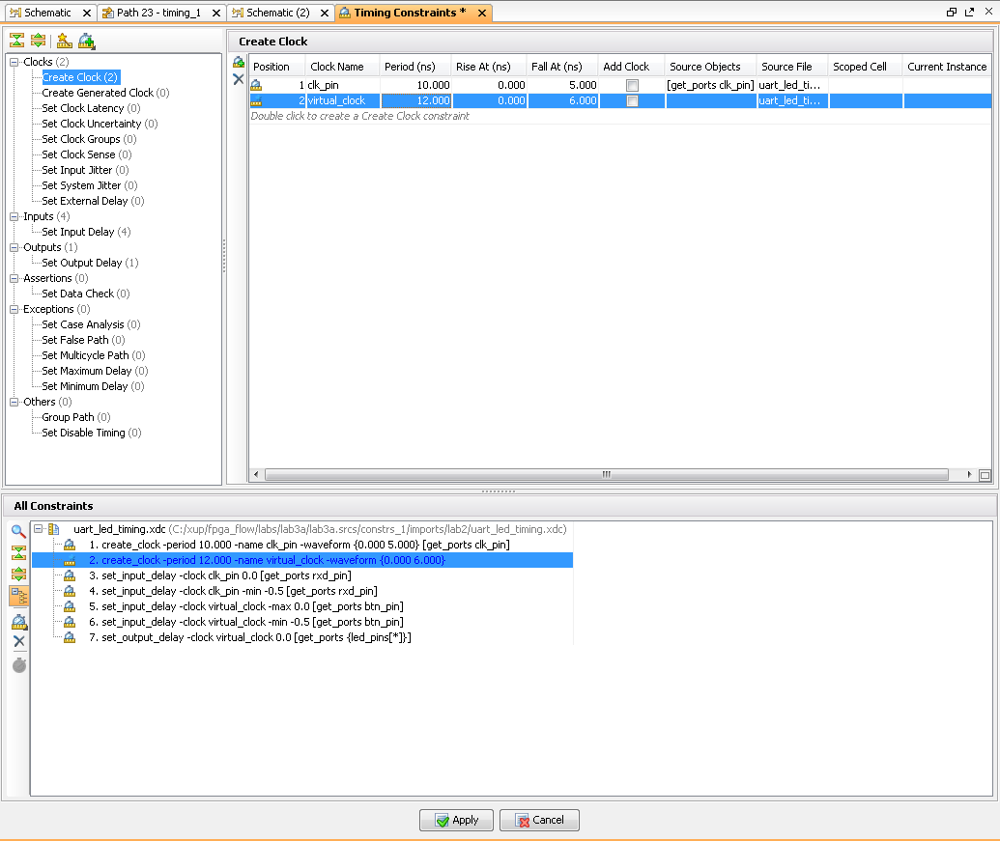 Schematic
Path 23 - timing_1
Schematic (2)
Timing Constraints *
Clocks (2)
Create Clock (2)
Create Generated Clock (0)
Set Clock Latency (0)
Set Clock Uncertainty (0)
Set Clock Groups (0)
Set Clock Sense (0)
Set Input Jitter (0)
Set System Jitter (0)
Set External Delay (0)
Inputs (4)
Set Input Delay (4)
Outputs (1)
Set Output Delay (1)
Assertions (0)
Set Data Check (0)
Exceptions (0)
Set Case Analysis (0)
Set False Path (0)
Set Multicycle Path (0)
Set Maximum Delay (0)
Set Minimum Delay (0)
Others (0)
Group Path (0)
Set Disable Timing (0)
Create Clock
Position Clock Name Period (ns) Rise At (ns) Fall At (ns) Add Clock Source Objects Source File Scoped Cell Current Instance
1 clk_pin 10.000 0.000 5.000 [get_ports clk_pin] uart_led_ti...
2 virtual_clock 12.000 0.000 6.000 uart_led_ti...
Double click to create a Create Clock constraint
All Constraints
uart_led_timing.xdc (C:/xup/fpga_flow/labs/lab3a/lab3a.srcs/constrs_1/imports/lab2/uart_led_timing.xdc)
1. create_clock -period 10.000 -name clk_pin -waveform {0.000 5.000} [get_ports clk_pin]
2. create_clock -period 12.000 -name virtual_clock -waveform {0.000 6.000}
3. set_input_delay -clock clk_pin 0.0 [get_ports rxd_pin]
4. set_input_delay -clock clk_pin -min -0.5 [get_ports rxd_pin]
5. set_input_delay -clock virtual_clock -max 0.0 [get_ports btn_pin]
6. set_input_delay -clock virtual_clock -min -0.5 [get_ports btn_pin]
7. set_output_delay -clock virtual_clock 0.0 [get_ports {led_pins[*]}]
Apply
Cancel